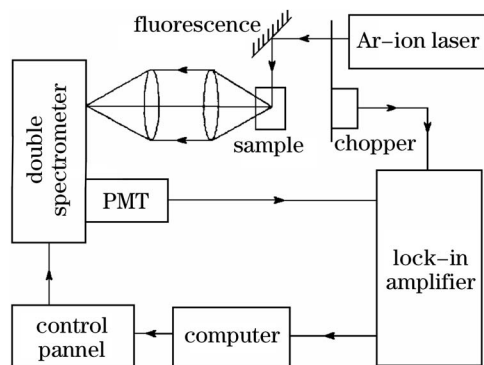 fluorescence
Ar-ion laser
double
spectrometer
sample
chopper
PMT
lock-in
amplifier
control
pannel
computer